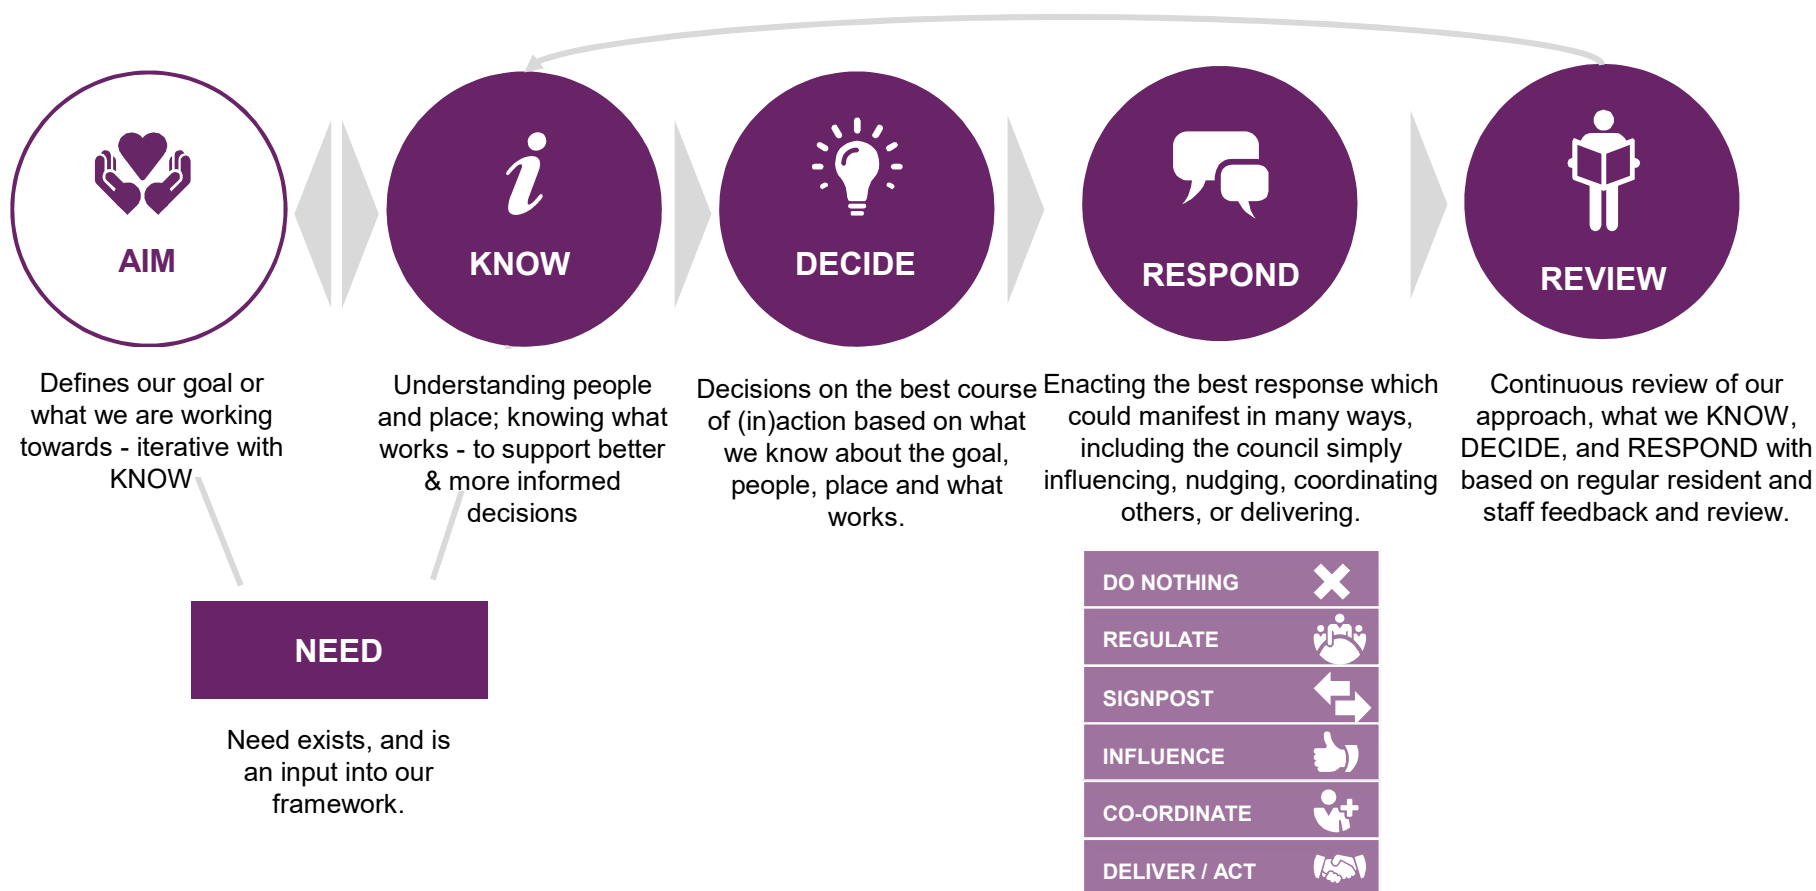 AIM
Defines our goal or
what we are working
towards - iterative with
KNOW
KNOW
Understanding people
and place; knowing what
works - to support better
& more informed
decisions
DECIDE
Decisions on the best course
of (in)action based on what
we know about the goal,
people, place and what
works.
RESPOND
Enacting the best response which
could manifest in many ways,
including the council simply
influencing, nudging, coordinating
others, or delivering.
REVIEW
Continuous review of our
approach, what we KNOW,
DECIDE, and RESPOND with
based on regular resident and
staff feedback and review.
NEED
Need exists, and is
an input into our
framework.
DO NOTHING
REGULATE
SIGNPOST
INFLUENCE
CO-ORDINATE
DELIVER / ACT